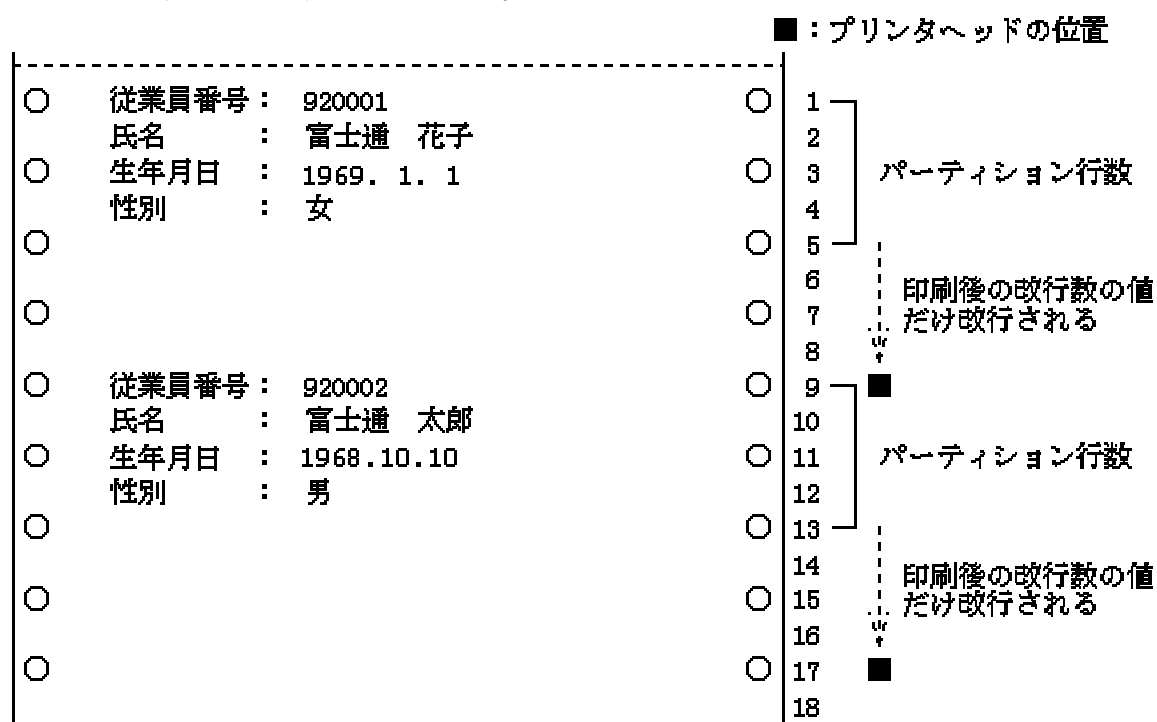 ■：プリンタヘッドの位置
従業員番号： 920001
氏名 ： 富士通 花子
生年月日 ： 1969. 1. 1
性別 ： 女
従業員番号： 920002
氏名 ： 富士通 太郎
生年月日 ： 1968.10.10
性別 ： 男
1
2
3
4
5
6
7
8
9
10
11
12
13
14
15
16
17
18
パーティション行数
印刷後の改行数の値
だけ改行される
パーティション行数
印刷後の改行数の値
だけ改行される